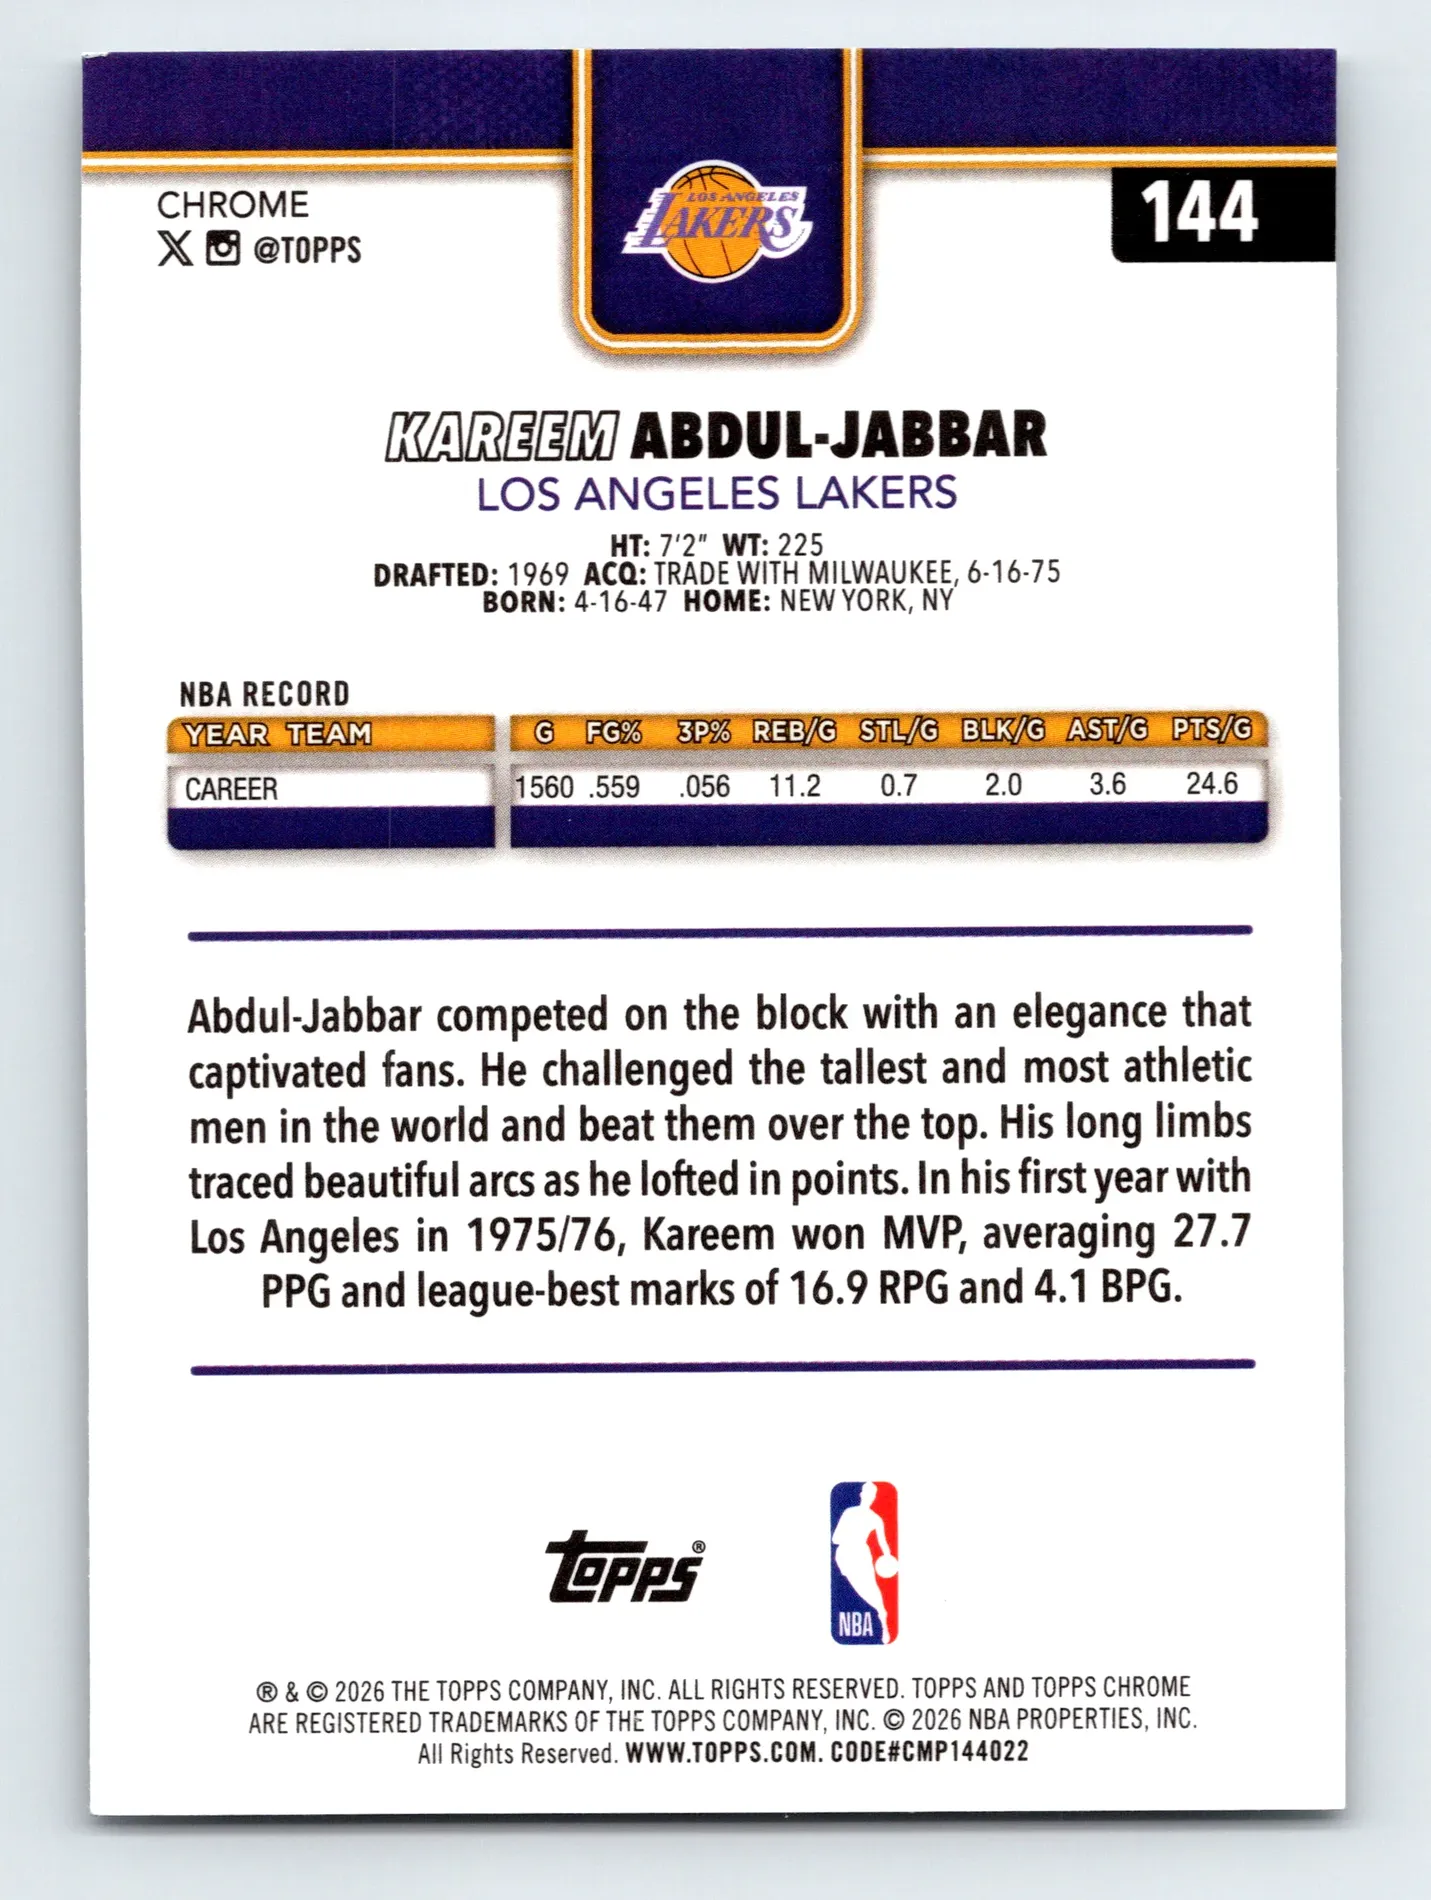 CHROME
X @TOPPS
LOS ANGELES
LAKERS
144
KAREEM ABDUL-JABBAR
LOS ANGELES LAKERS
HT: 7'2" WT: 225
DRAFTED: 1969 ACQ: TRADE WITH MILWAUKEE, 6-16-75
BORN: 4-16-47 HOME: NEW YORK, NY
NBA RECORD
YEAR TEAM G FG% 3P% REB/G STL/G BLK/G AST/G PTS/G
CAREER 1560 .559 .056 11.2 0.7 2.0 3.6 24.6
Abdul-Jabbar competed on the block with an elegance that
captivated fans. He challenged the tallest and most athletic
men in the world and beat them over the top. His long limbs
traced beautiful arcs as he lofted in points. In his first year with
Los Angeles in 1975/76, Kareem won MVP, averaging 27.7
PPG and league-best marks of 16.9 RPG and 4.1 BPG.
topps®
NBA
® & © 2026 THE TOPPS COMPANY, INC. ALL RIGHTS RESERVED. TOPPS AND TOPPS CHROME
ARE REGISTERED TRADEMARKS OF THE TOPPS COMPANY, INC. © 2026 NBA PROPERTIES, INC.
All Rights Reserved. WWW.TOPPS.COM. CODE#CMP144022